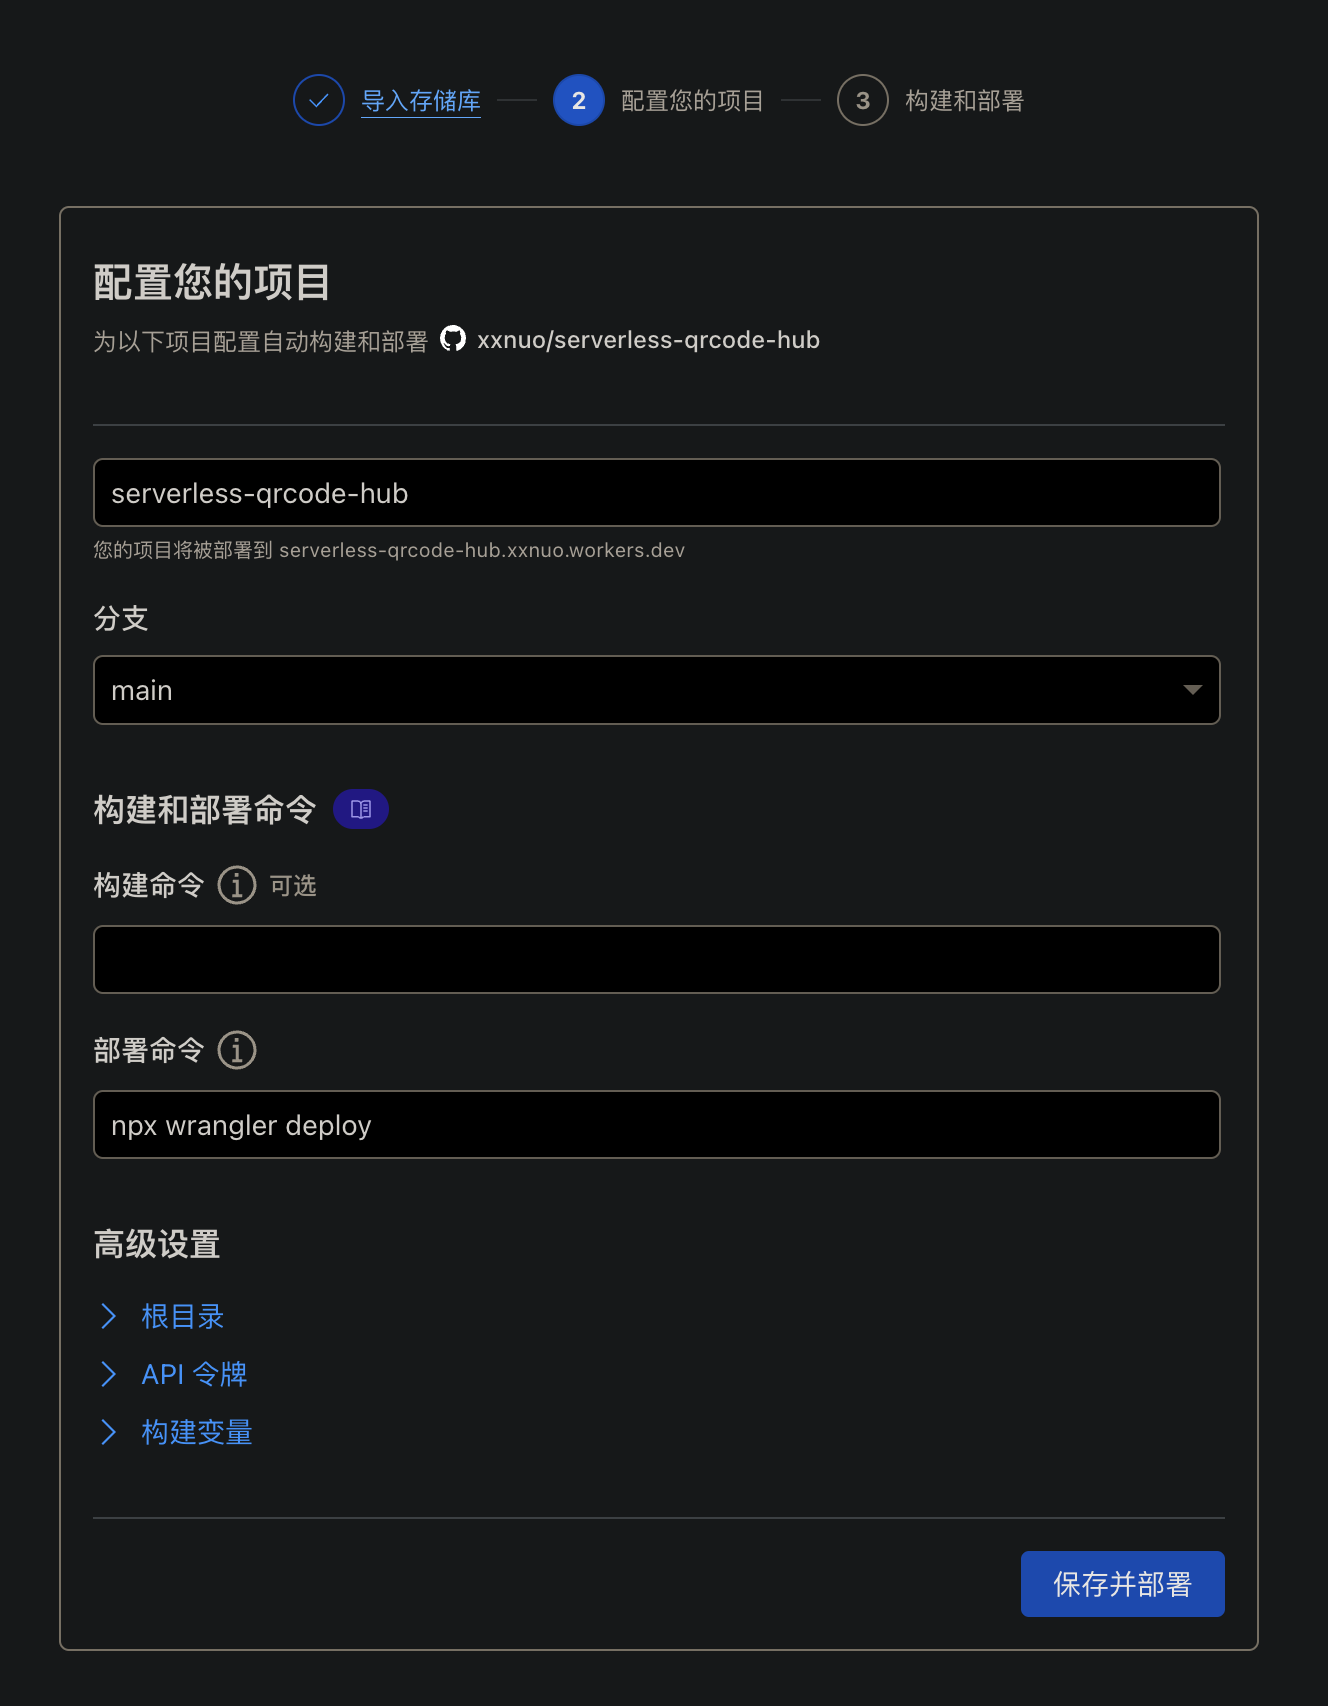 导入存储库
2 配置您的项目
3 构建和部署
配置您的项目
为以下项目配置自动构建和部署 xxnuo/serverless-qrcode-hub
serverless-qrcode-hub
您的项目将被部署到 serverless-qrcode-hub.xxnuo.workers.dev
分支
main
构建和部署命令
构建命令 可选
部署命令
npx wrangler deploy
高级设置
根目录
API 令牌
构建变量
保存并部署